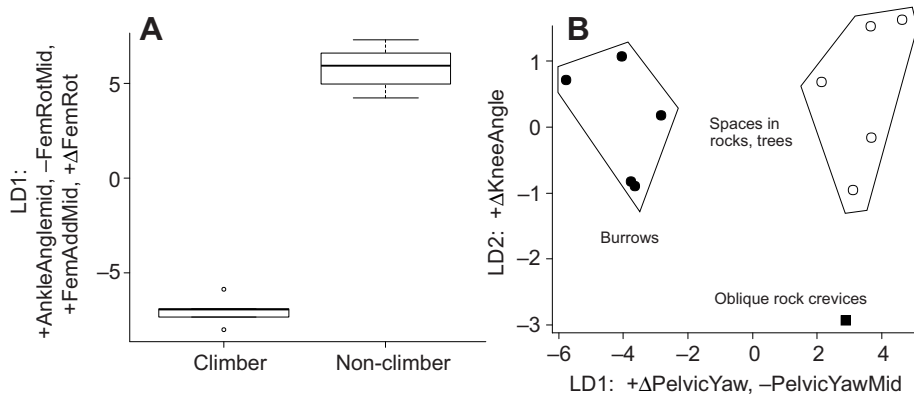 A
LD1:
+AnkleAnglemid, –FemRotMid,
+FemAddMid, +ΔFemRot
5
0
–5
Climber
Non-climber
B
LD2: +ΔKneeAngle
1
0
–1
–2
–3
Spaces in
rocks, trees
Burrows
Oblique rock crevices
–6
–4
–2
0
2
4
LD1: +ΔPelvicYaw, –PelvicYawMid